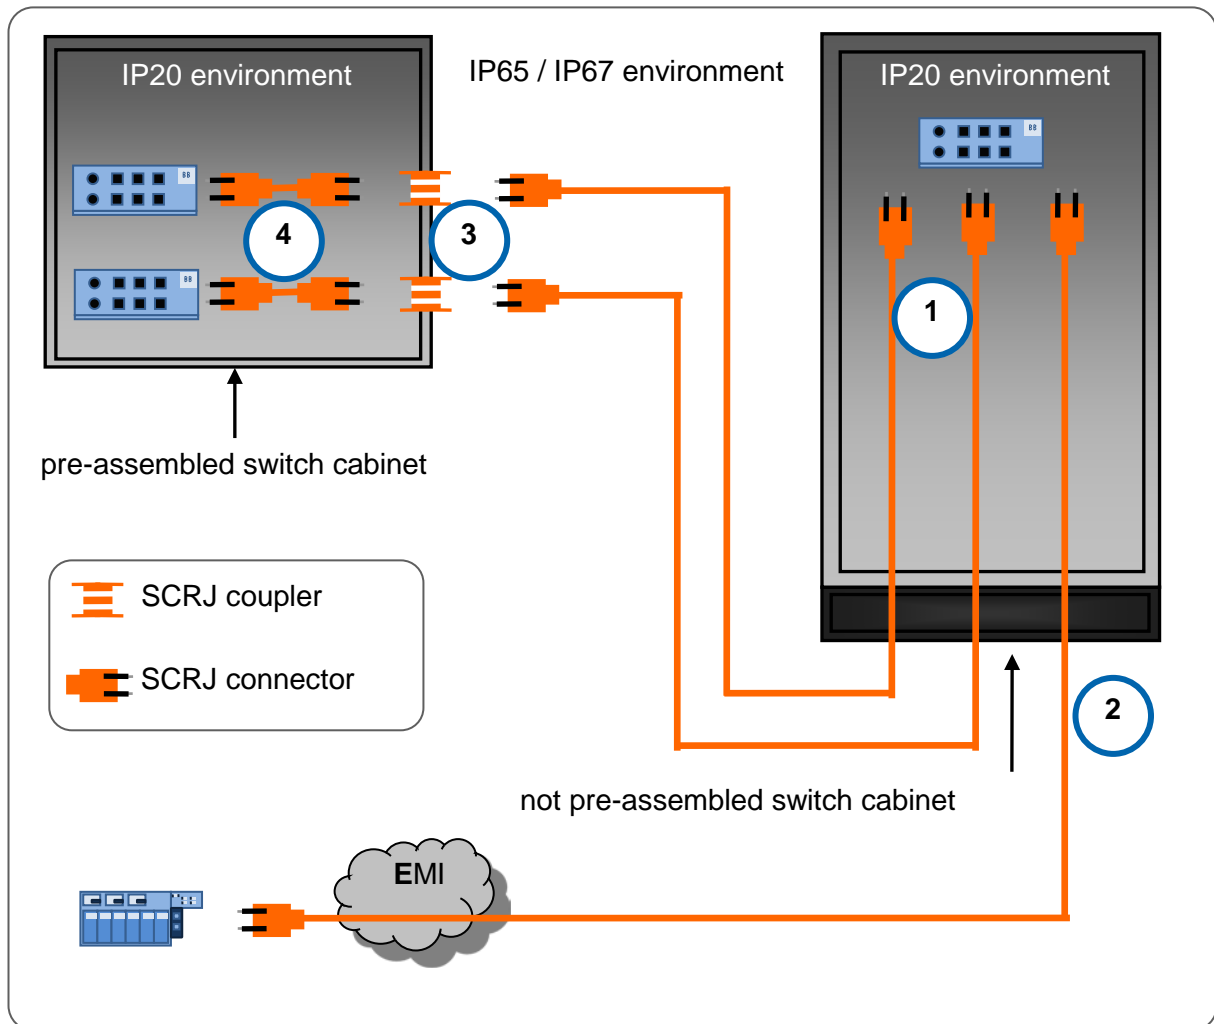 IP20 environment
IP65 / IP67 environment
IP20 environment
4
3
1
pre-assembled switch cabinet
SCRJ coupler
SCRJ connector
2
not pre-assembled switch cabinet
EMI